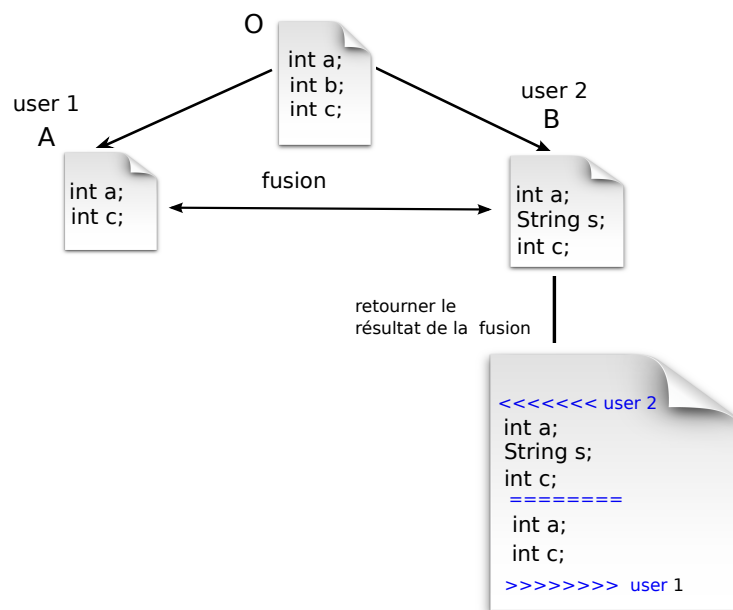 O
int a;
int b;
int c;
user 1
A
int a;
int c;
user 2
B
int a;
String s;
int c;
fusion
retourner le
résultat de la fusion
<<<<<<< user 2
int a;
String s;
int c;
========
int a;
int c;
>>>>>>>> user 1